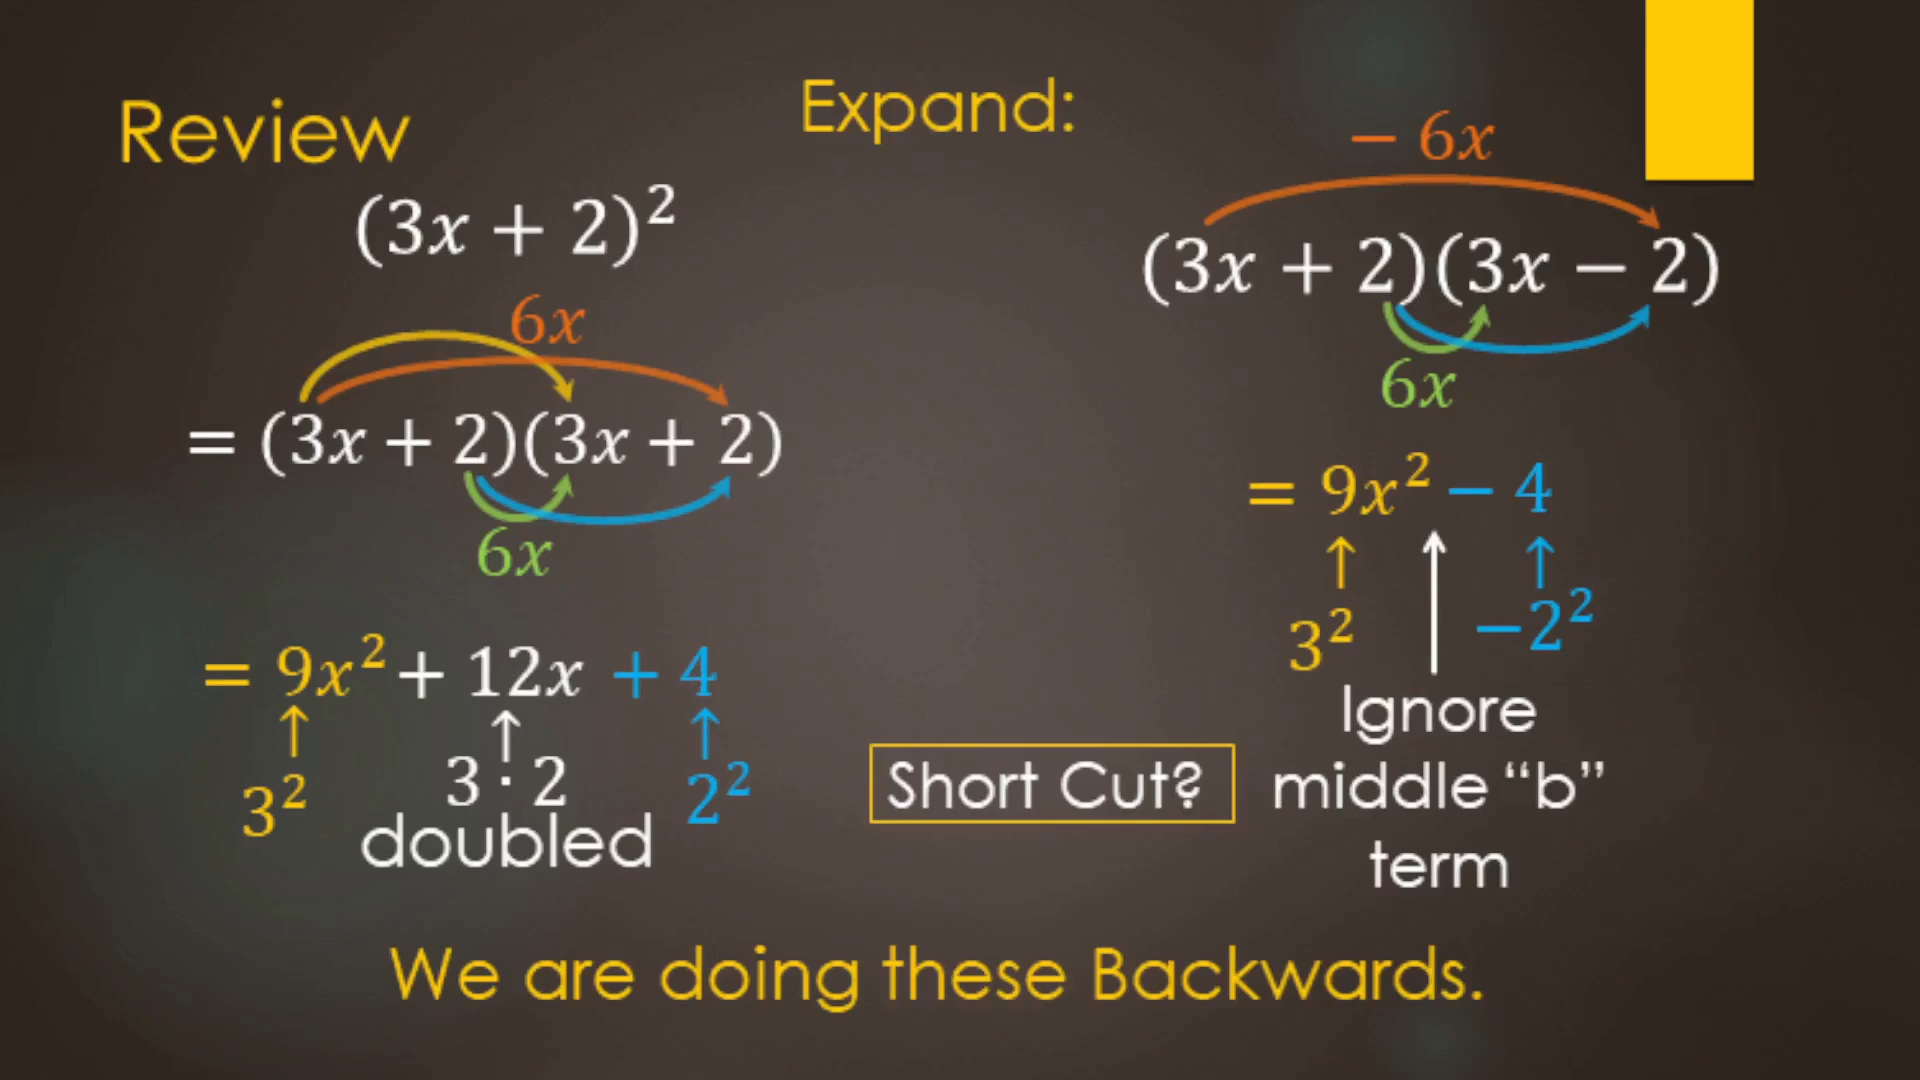 Review
Expand:
(3x + 2)²
6x
= (3x + 2)(3x + 2)
6x
= 9x² + 12x + 4
↑ ↑ ↑
3² 3 · 2 2²
doubled
− 6x
(3x + 2)(3x − 2)
6x
= 9x² − 4
↑ ↑ ↑
3² −2²
Ignore
middle “b”
term
Short Cut?
We are doing these Backwards.